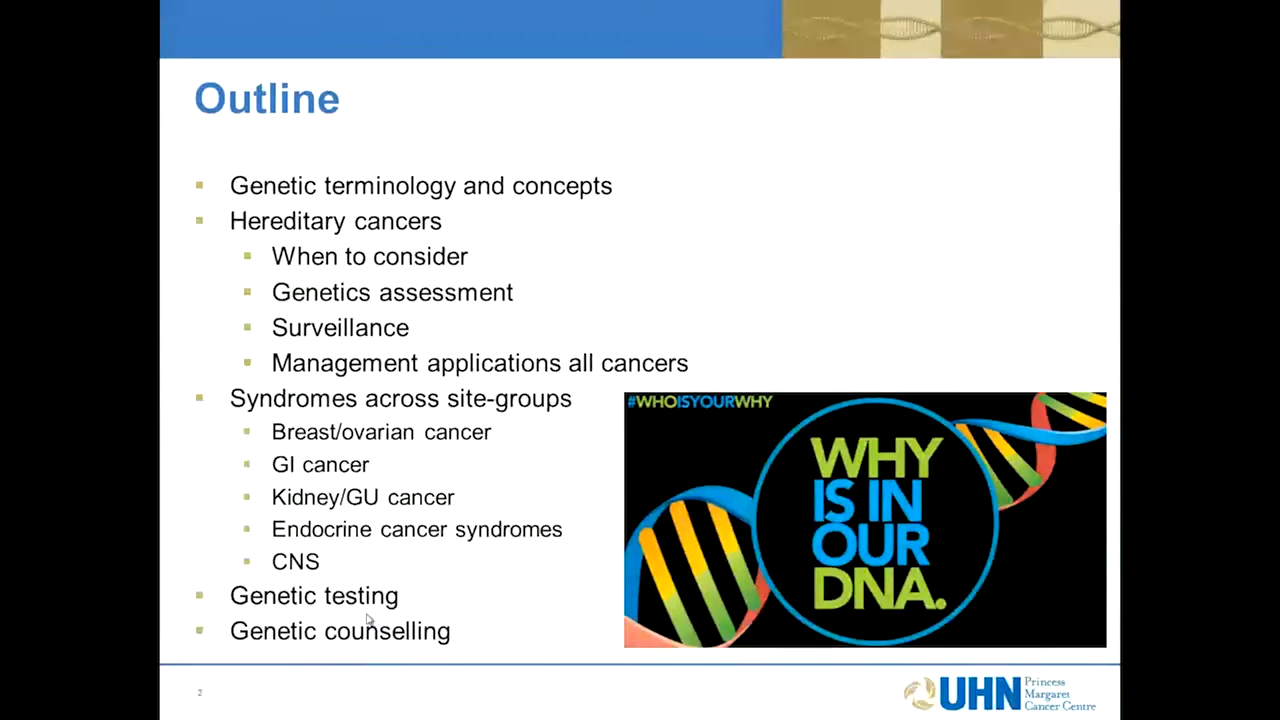 Outline
Genetic terminology and concepts
Hereditary cancers
When to consider
Genetics assessment
Surveillance
Management applications all cancers
Syndromes across site-groups
Breast/ovarian cancer
GI cancer
Kidney/GU cancer
Endocrine cancer syndromes
CNS
Genetic testing
Genetic counselling
#WHOISYOURWHY
WHY
IS IN
OUR
DNA.
2
UHN
Princess
Margaret
Cancer Centre